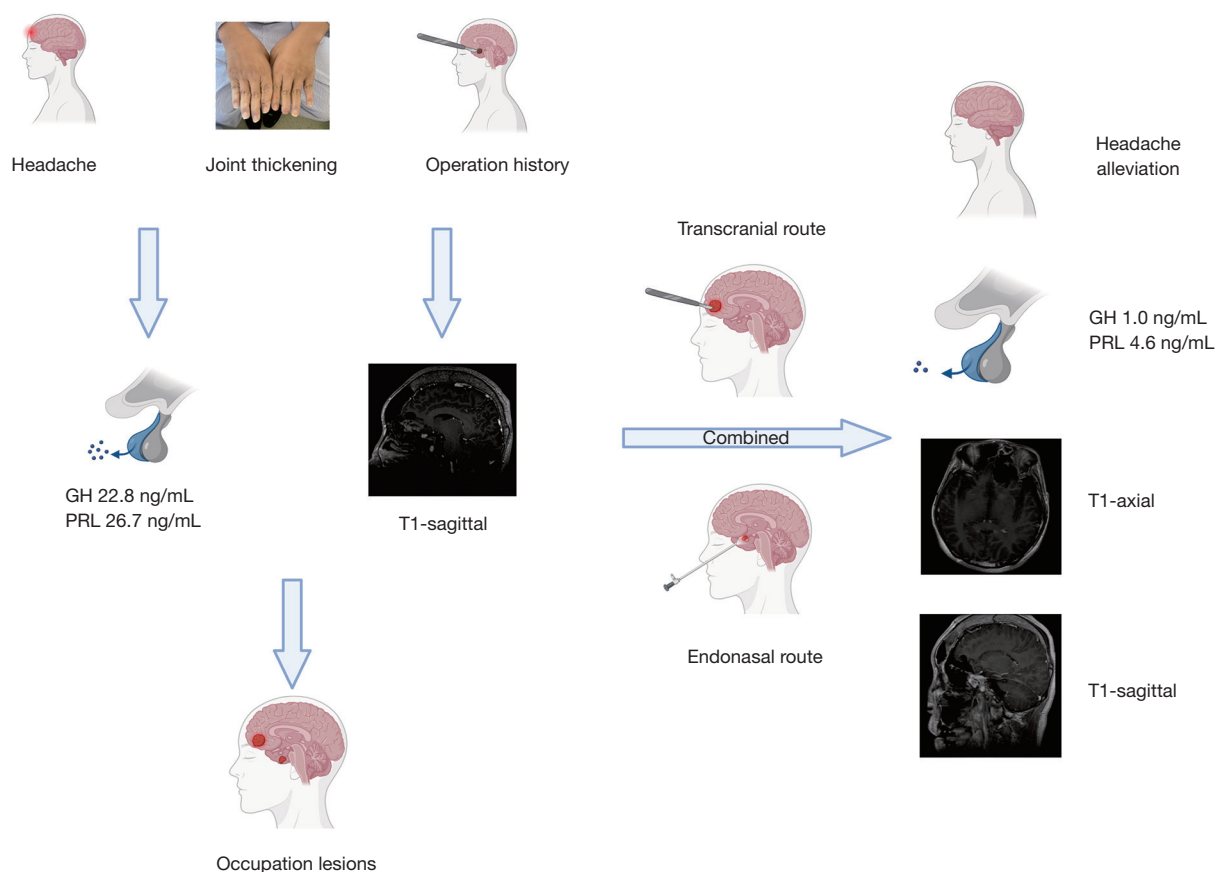 Headache
Joint thickening
Operation history
GH 22.8 ng/mL
PRL 26.7 ng/mL
T1-sagittal
Occupation lesions
Transcranial route
Combined
Endonasal route
Headache
alleviation
GH 1.0 ng/mL
PRL 4.6 ng/mL
T1-axial
T1-sagittal